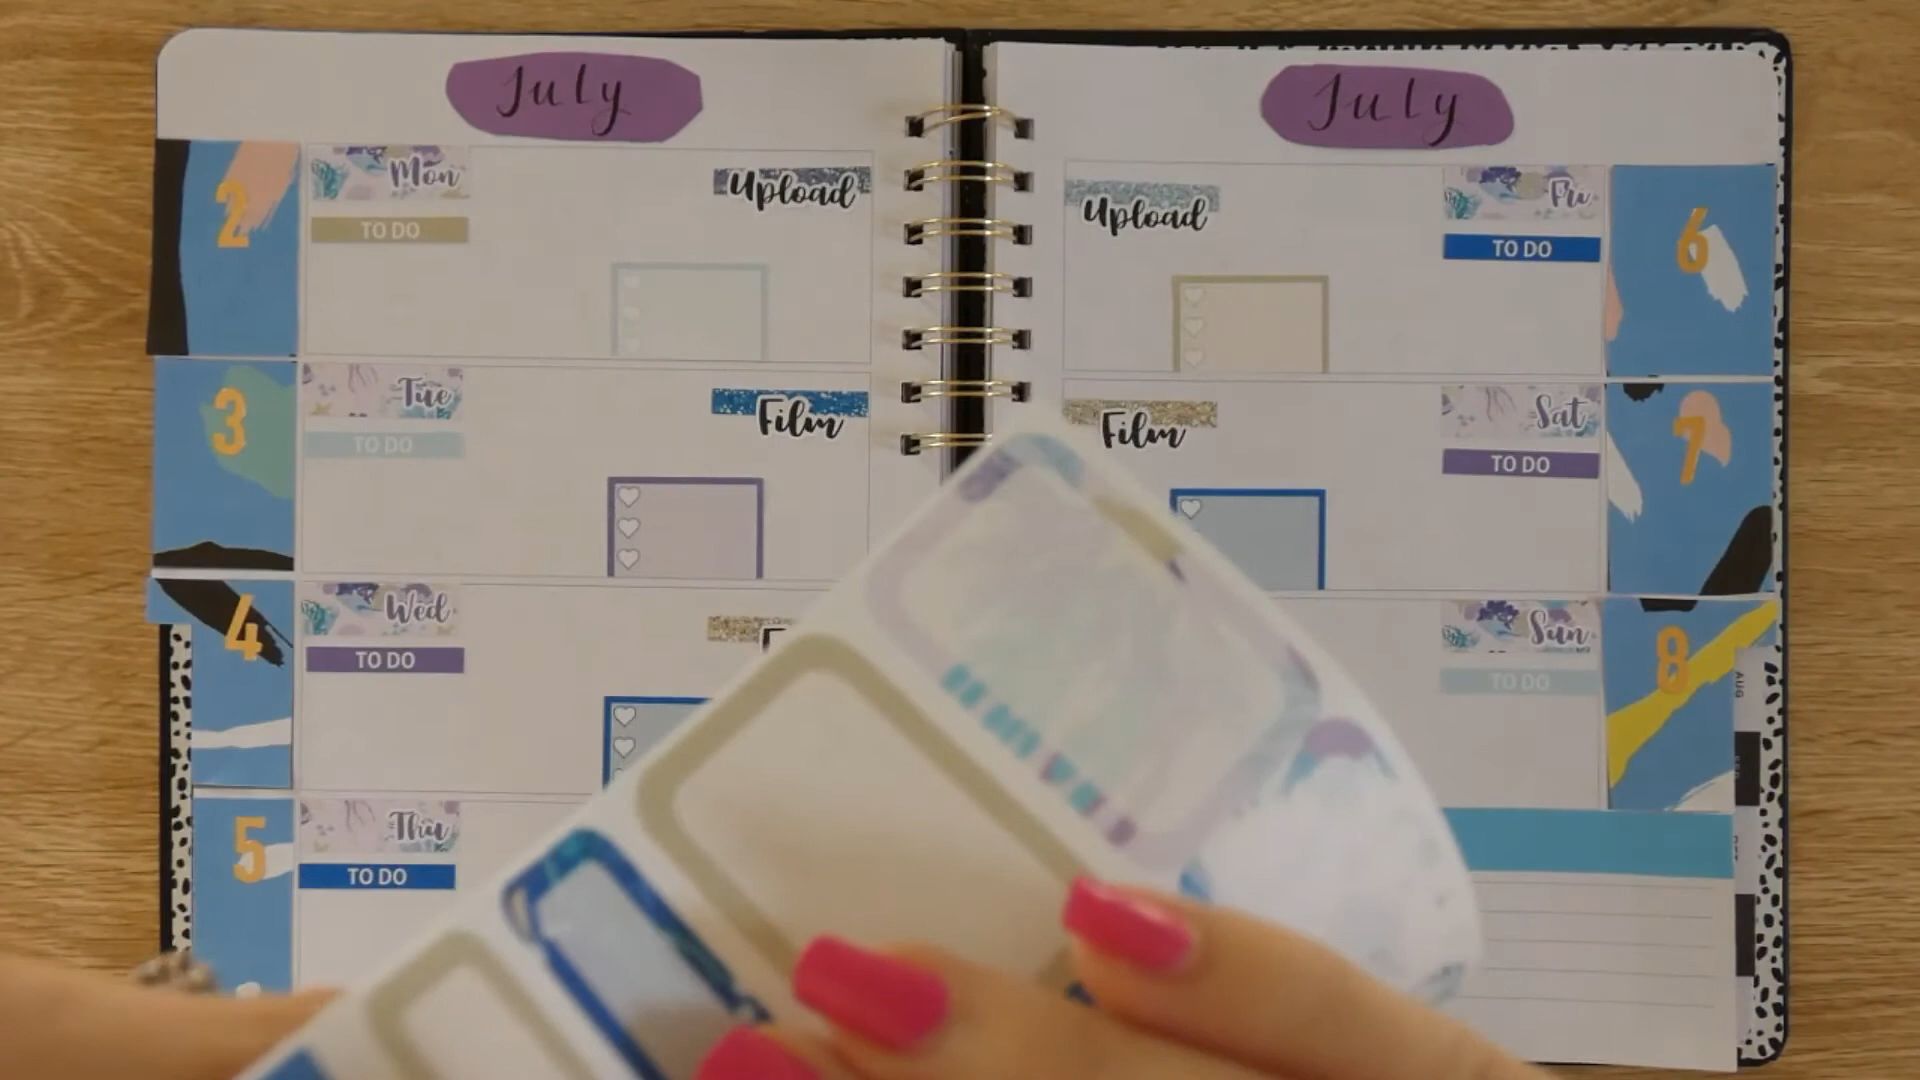 July
2
Mon
TO DO
Upload
3
Tue
TO DO
Film
4
Wed
TO DO
5
Thu
TO DO
July
Upload
Fri
TO DO
6
Film
Sat
TO DO
7
Sun
TO DO
8
AUG